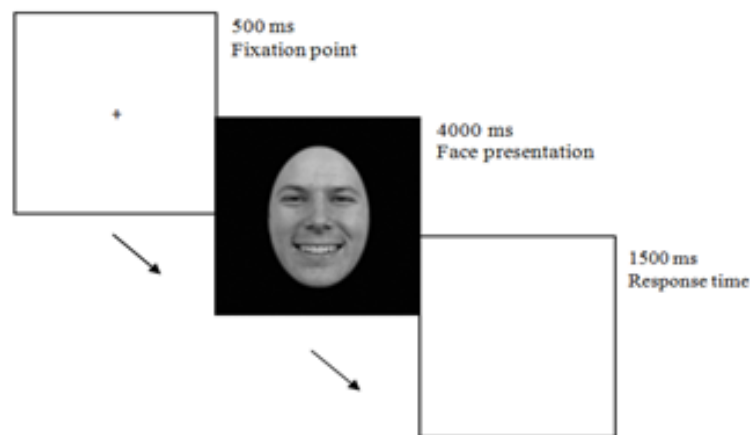 500 ms
Fixation point
4000 ms
Face presentation
1500 ms
Response time